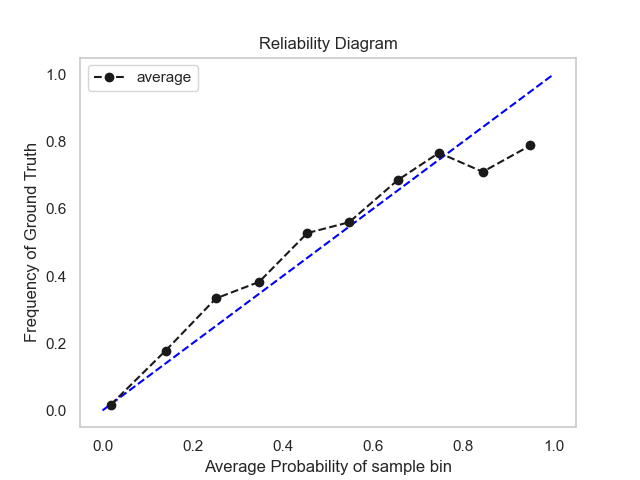 Reliability Diagram
average
Frequency of Ground Truth
1.0
0.8
0.6
0.4
0.2
0.0
0.0 0.2 0.4 0.6 0.8 1.0
Average Probability of sample bin